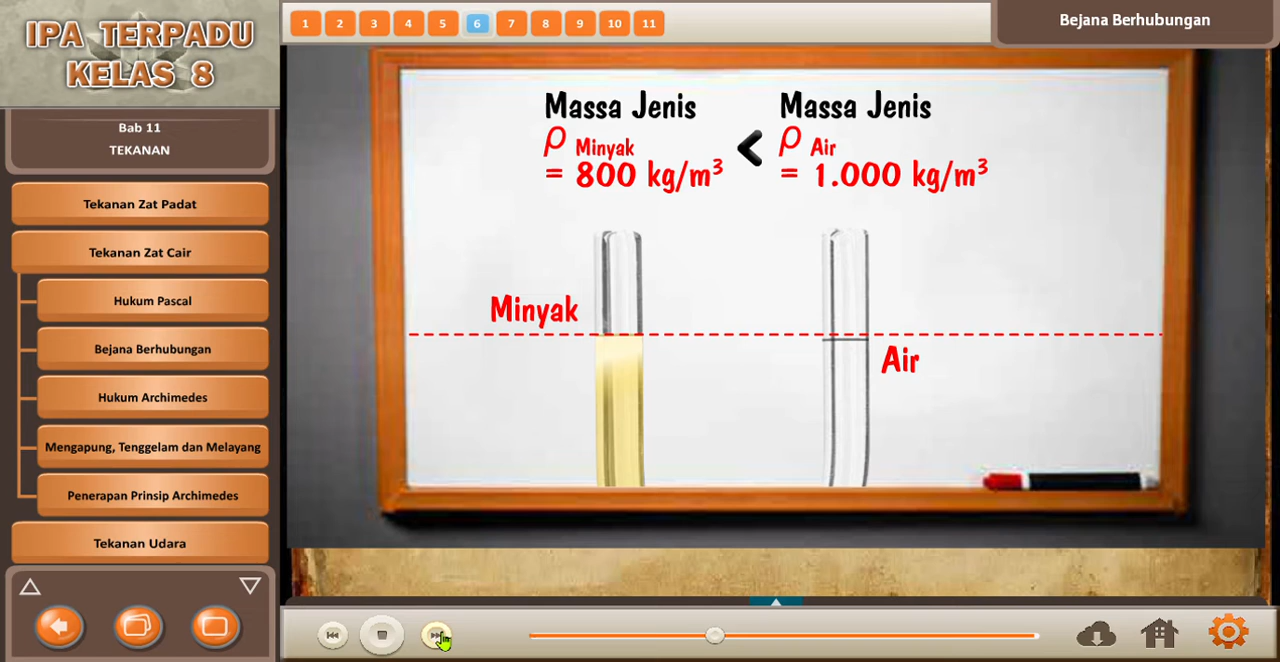 IPA TERPADU
KELAS 8
1 2 3 4 5 6 7 8 9 10 11
Bejana Berhubungan
Bab 11
TEKANAN
Tekanan Zat Padat
Tekanan Zat Cair
Hukum Pascal
Bejana Berhubungan
Hukum Archimedes
Mengapung, Tenggelam dan Melayang
Penerapan Prinsip Archimedes
Tekanan Udara
Massa Jenis
ρ Minyak
= 800 kg/m³
<
Massa Jenis
ρ Air
= 1.000 kg/m³
Minyak
Air